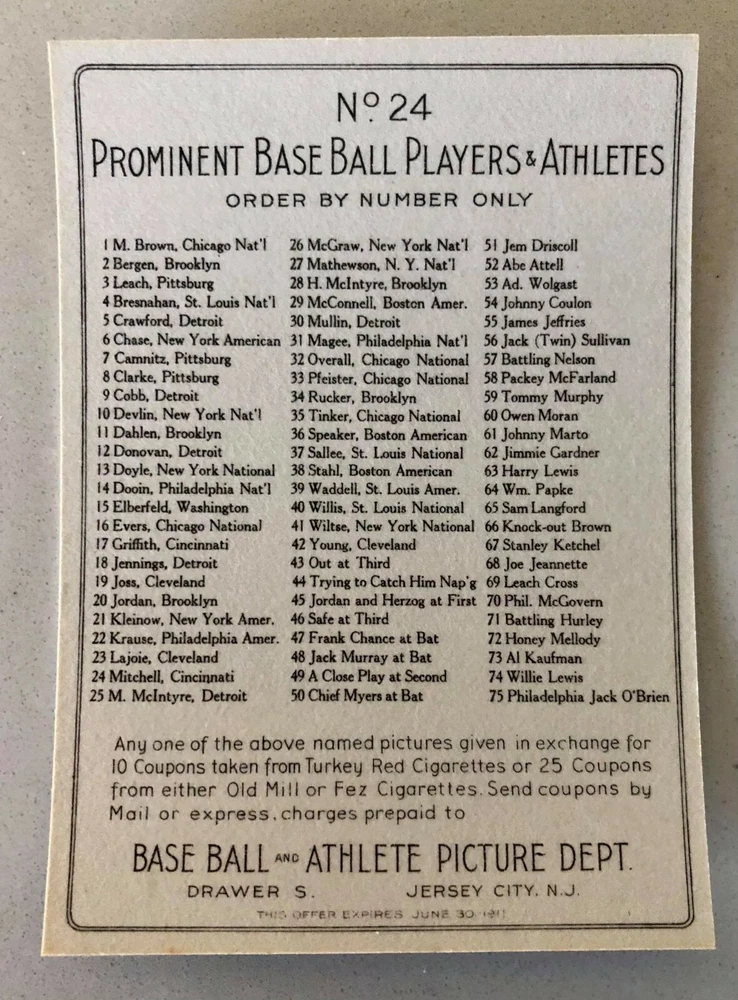 No. 24
PROMINENT BASE BALL PLAYERS & ATHLETES
ORDER BY NUMBER ONLY
1 M. Brown, Chicago Nat'l
2 Bergen, Brooklyn
3 Leach, Pittsburg
4 Bresnahan, St. Louis Nat'l
5 Crawford, Detroit
6 Chase, New York American
7 Camnitz, Pittsburg
8 Clarke, Pittsburg
9 Cobb, Detroit
10 Devlin, New York Nat'l
11 Dahlen, Brooklyn
12 Donovan, Detroit
13 Doyle, New York National
14 Dooin, Philadelphia Nat'l
15 Elberfeld, Washington
16 Evers, Chicago National
17 Griffith, Cincinnati
18 Jennings, Detroit
19 Joss, Cleveland
20 Jordan, Brooklyn
21 Kleinow, New York Amer.
22 Krause, Philadelphia Amer.
23 Lajoie, Cleveland
24 Mitchell, Cincinnati
25 M. McIntyre, Detroit
26 McGraw, New York Nat'l
27 Mathewson, N. Y. Nat'l
28 H. McIntyre, Brooklyn
29 McConnell, Boston Amer.
30 Mullin, Detroit
31 Magee, Philadelphia Nat'l
32 Overall, Chicago National
33 Pfeister, Chicago National
34 Rucker, Brooklyn
35 Tinker, Chicago National
36 Speaker, Boston American
37 Sallee, St. Louis National
38 Stahl, Boston American
39 Waddell, St. Louis Amer.
40 Willis, St. Louis National
41 Wiltse, New York National
42 Young, Cleveland
43 Out at Third
44 Trying to Catch Him Nap'g
45 Jordan and Herzog at First
46 Safe at Third
47 Frank Chance at Bat
48 Jack Murray at Bat
49 A Close Play at Second
50 Chief Myers at Bat
51 Jem Driscoll
52 Abe Attell
53 Ad. Wolgast
54 Johnny Coulon
55 James Jeffries
56 Jack (Twin) Sullivan
57 Battling Nelson
58 Packey McFarland
59 Tommy Murphy
60 Owen Moran
61 Johnny Marto
62 Jimmie Gardner
63 Harry Lewis
64 Wm. Papke
65 Sam Langford
66 Knock-out Brown
67 Stanley Ketchel
68 Joe Jeannette
69 Leach Cross
70 Phil. McGovern
71 Battling Hurley
72 Honey Mellody
73 Al Kaufman
74 Willie Lewis
75 Philadelphia Jack O'Brien
Any one of the above named pictures given in exchange for
10 Coupons taken from Turkey Red Cigarettes or 25 Coupons
from either Old Mill or Fez Cigarettes. Send coupons by
Mail or express, charges prepaid to
BASE BALL AND ATHLETE PICTURE DEPT.
DRAWER S. JERSEY CITY. N.J.
THIS OFFER EXPIRES JUNE 30, 1911